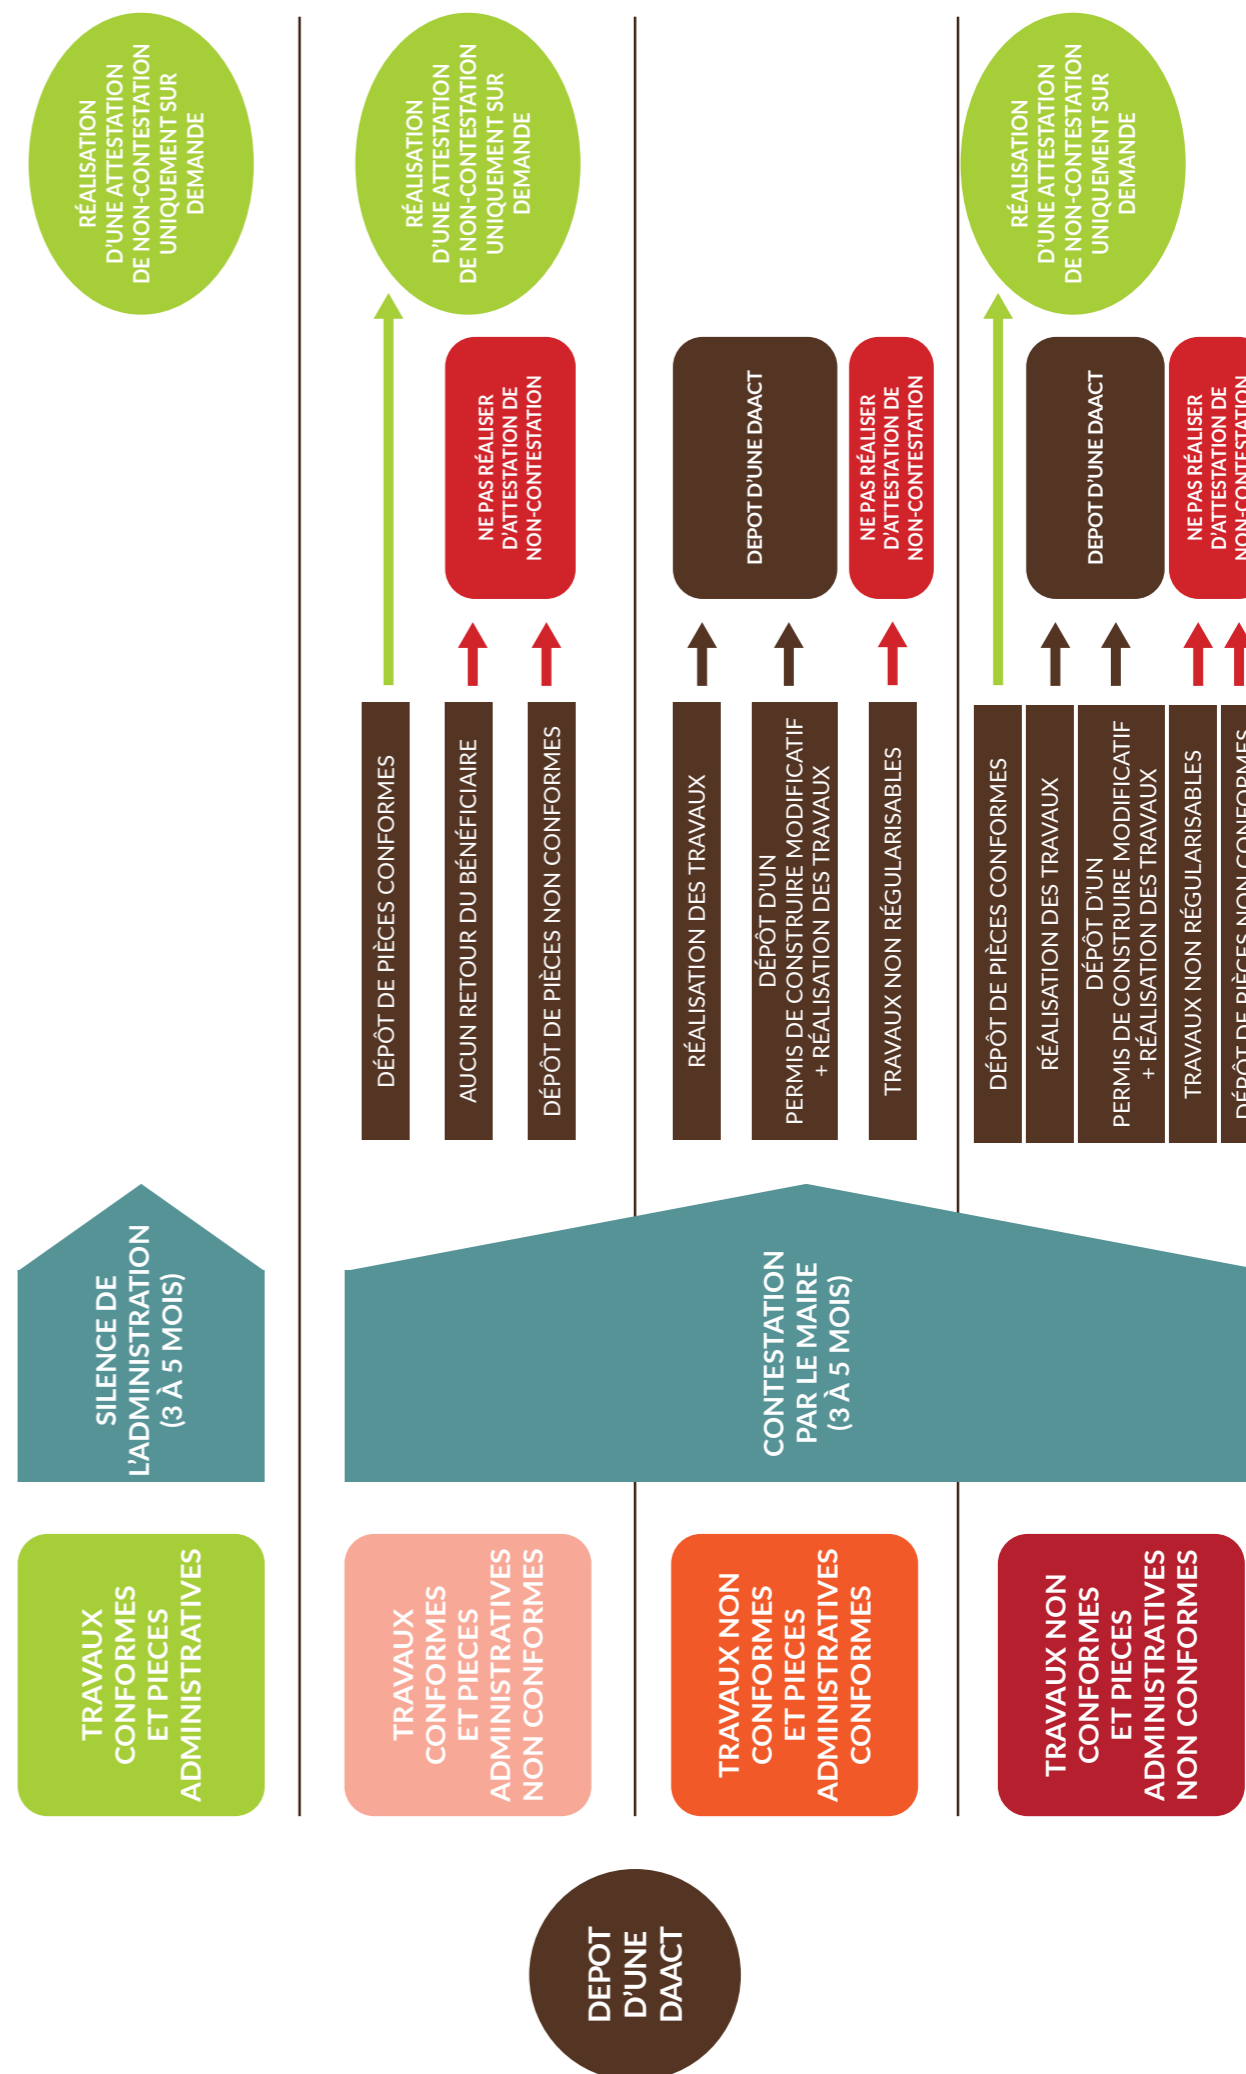 DEPOT
D'UNE
DAACT
TRAVAUX
CONFORMES
ET PIECES
ADMINISTRATIVES
SILENCE DE
L'ADMINISTRATION
(3 À 5 MOIS)
RÉALISATION
D'UNE ATTESTATION
DE NON-CONTESTATION
UNIQUEMENT SUR
DEMANDE
TRAVAUX
CONFORMES
ET PIECES
ADMINISTRATIVES
NON CONFORMES
CONTESTATION
PAR LE MAIRE
(3 À 5 MOIS)
DÉPÔT DE PIÈCES CONFORMES
AUCUN RETOUR DU BÉNÉFICIAIRE
DÉPÔT DE PIÈCES NON CONFORMES
NE PAS RÉALISER
D'ATTESTATION DE
NON-CONTESTATION
RÉALISATION
D'UNE ATTESTATION
DE NON-CONTESTATION
UNIQUEMENT SUR
DEMANDE
TRAVAUX NON
CONFORMES
ET PIECES
ADMINISTRATIVES
CONFORMES
RÉALISATION DES TRAVAUX
DÉPÔT D'UN
PERMIS DE CONSTRUIRE MODIFICATIF
+ RÉALISATION DES TRAVAUX
TRAVAUX NON RÉGULARISABLES
DEPOT D'UNE DAACT
NE PAS RÉALISER
D'ATTESTATION DE
NON-CONTESTATION
TRAVAUX NON
CONFORMES
ET PIECES
ADMINISTRATIVES
NON CONFORMES
DÉPÔT DE PIÈCES CONFORMES
RÉALISATION DES TRAVAUX
DÉPÔT D'UN
PERMIS DE CONSTRUIRE MODIFICATIF
+ RÉALISATION DES TRAVAUX
TRAVAUX NON RÉGULARISABLES
DÉPÔT DE PIÈCES NON CONFORMES
DEPOT D'UNE DAACT
NE PAS RÉALISER
D'ATTESTATION DE
NON-CONTESTATION
RÉALISATION
D'UNE ATTESTATION
DE NON-CONTESTATION
UNIQUEMENT SUR
DEMANDE